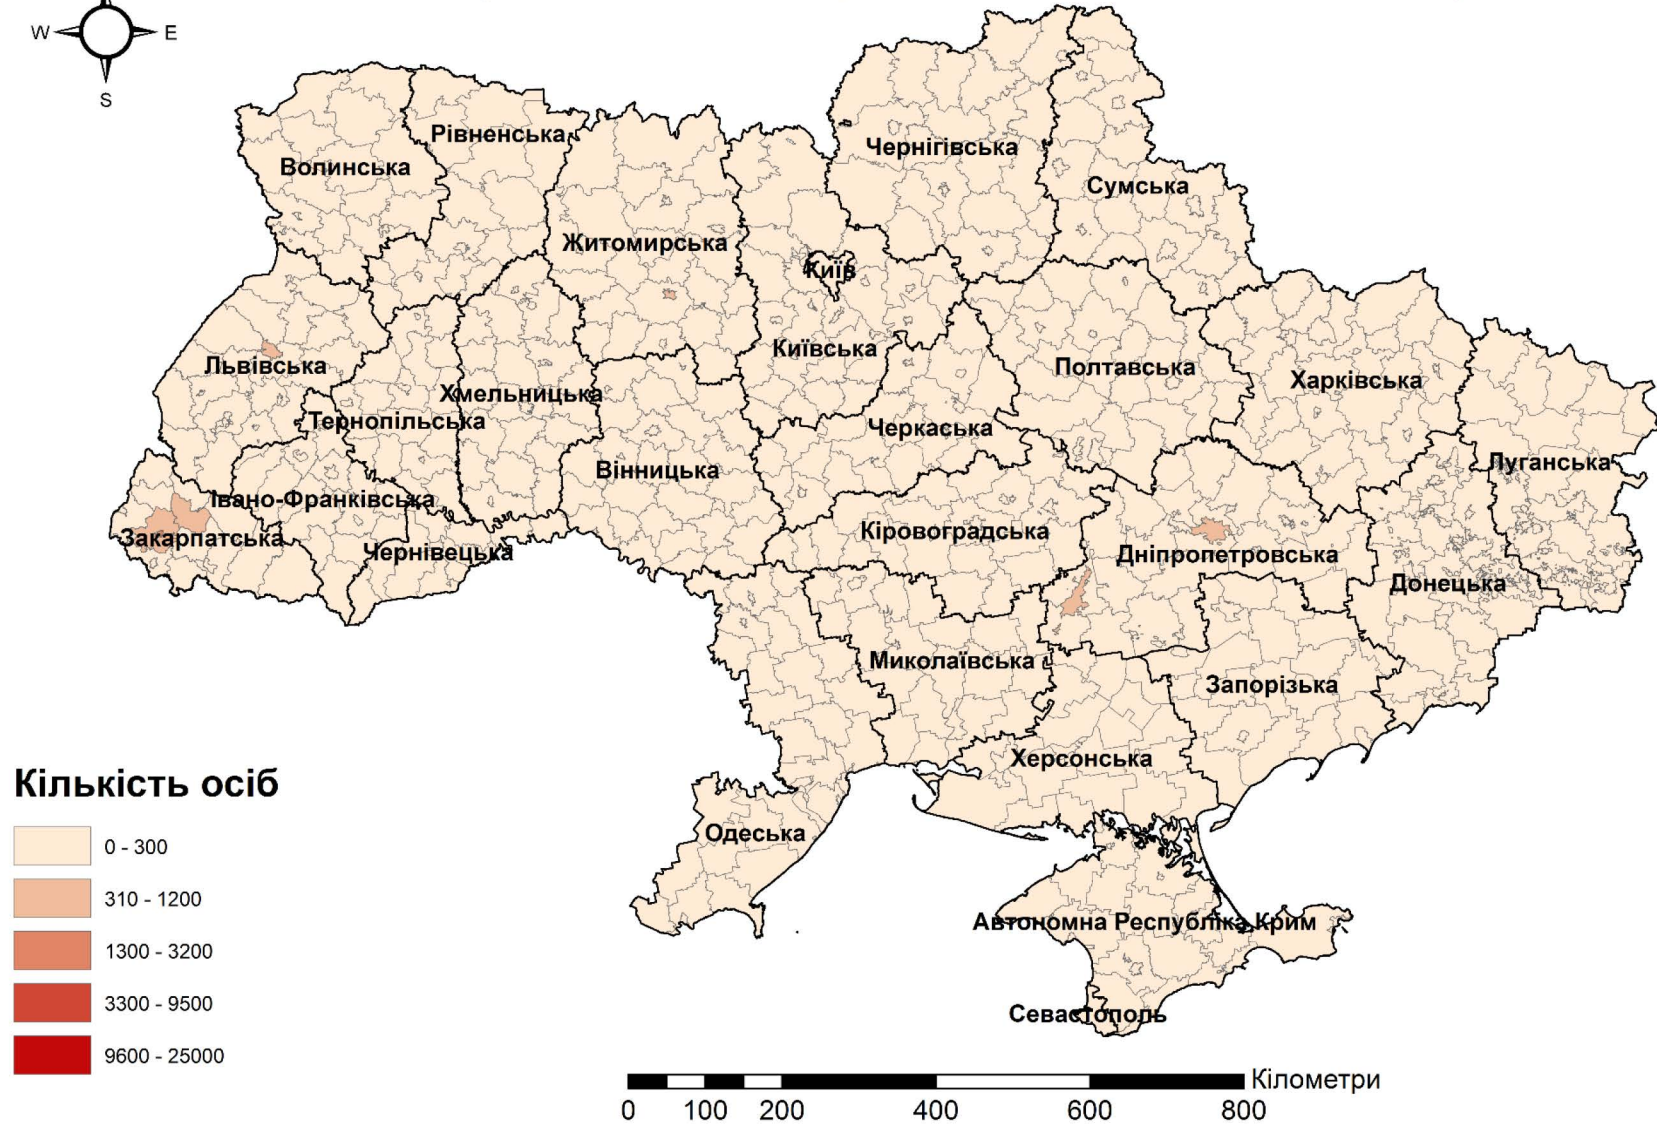 W E
S
Волинська
Рівненська
Чернігівська
Сумська
Житомирська
Київ
Київська
Львівська
Полтавська
Харківська
Хмельницька
Тернопільська
Черкаська
Луганська
Вінницька
Івано-Франківська
Кіровоградська
Закарпатська
Чернівецька
Дніпропетровська
Донецька
Миколаївська
Запорізька
Херсонська
Кількість осіб
0 - 300
310 - 1200
1300 - 3200
3300 - 9500
9600 - 25000
Одеська
Автономна Республіка Крим
Севастополь
Кілометри
0 100 200 400 600 800